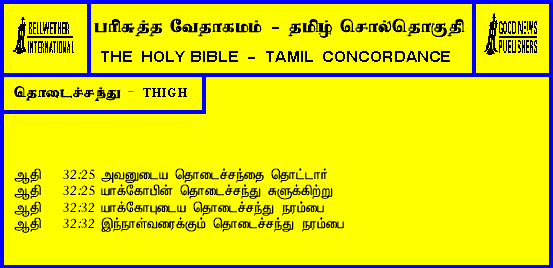 BELLWETHER
INTERNATIONAL
பரிசுத்த வேதாகமம் - தமிழ் சொல்தொகுதி
THE HOLY BIBLE - TAMIL CONCORDANCE
GOOD NEWS
PUBLISHERS
தொடைச்சந்து - THIGH
ஆதி 32:25 அவனுடைய தொடைச்சந்தை தொட்டார்
ஆதி 32:25 யாக்கோபின் தொடைச்சந்து சுளுக்கிற்று
ஆதி 32:32 யாக்கோபுடைய தொடைச்சந்து நரம்பை
ஆதி 32:32 இந்நாள்வரைக்கும் தொடைச்சந்து நரம்பை